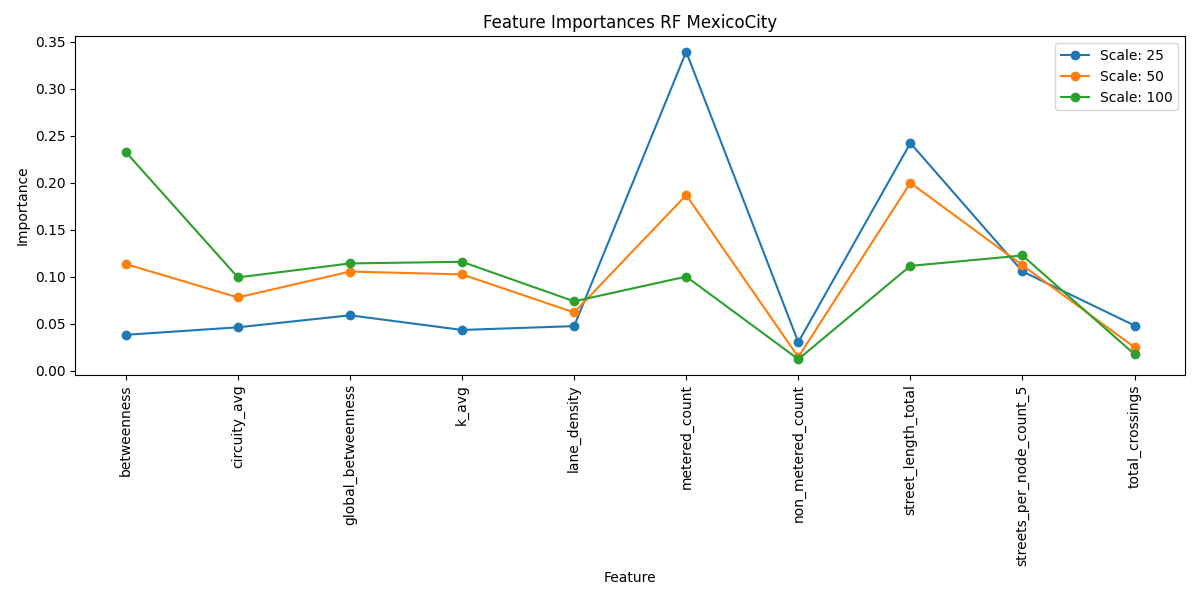 Feature Importances RF MexicoCity
Scale: 25
Scale: 50
Scale: 100
Importance
0.35
0.30
0.25
0.20
0.15
0.10
0.05
0.00
betweenness
circuity_avg
global_betweenness
k_avg
lane_density
metered_count
non_metered_count
street_length_total
streets_per_node_count_5
total_crossings
Feature